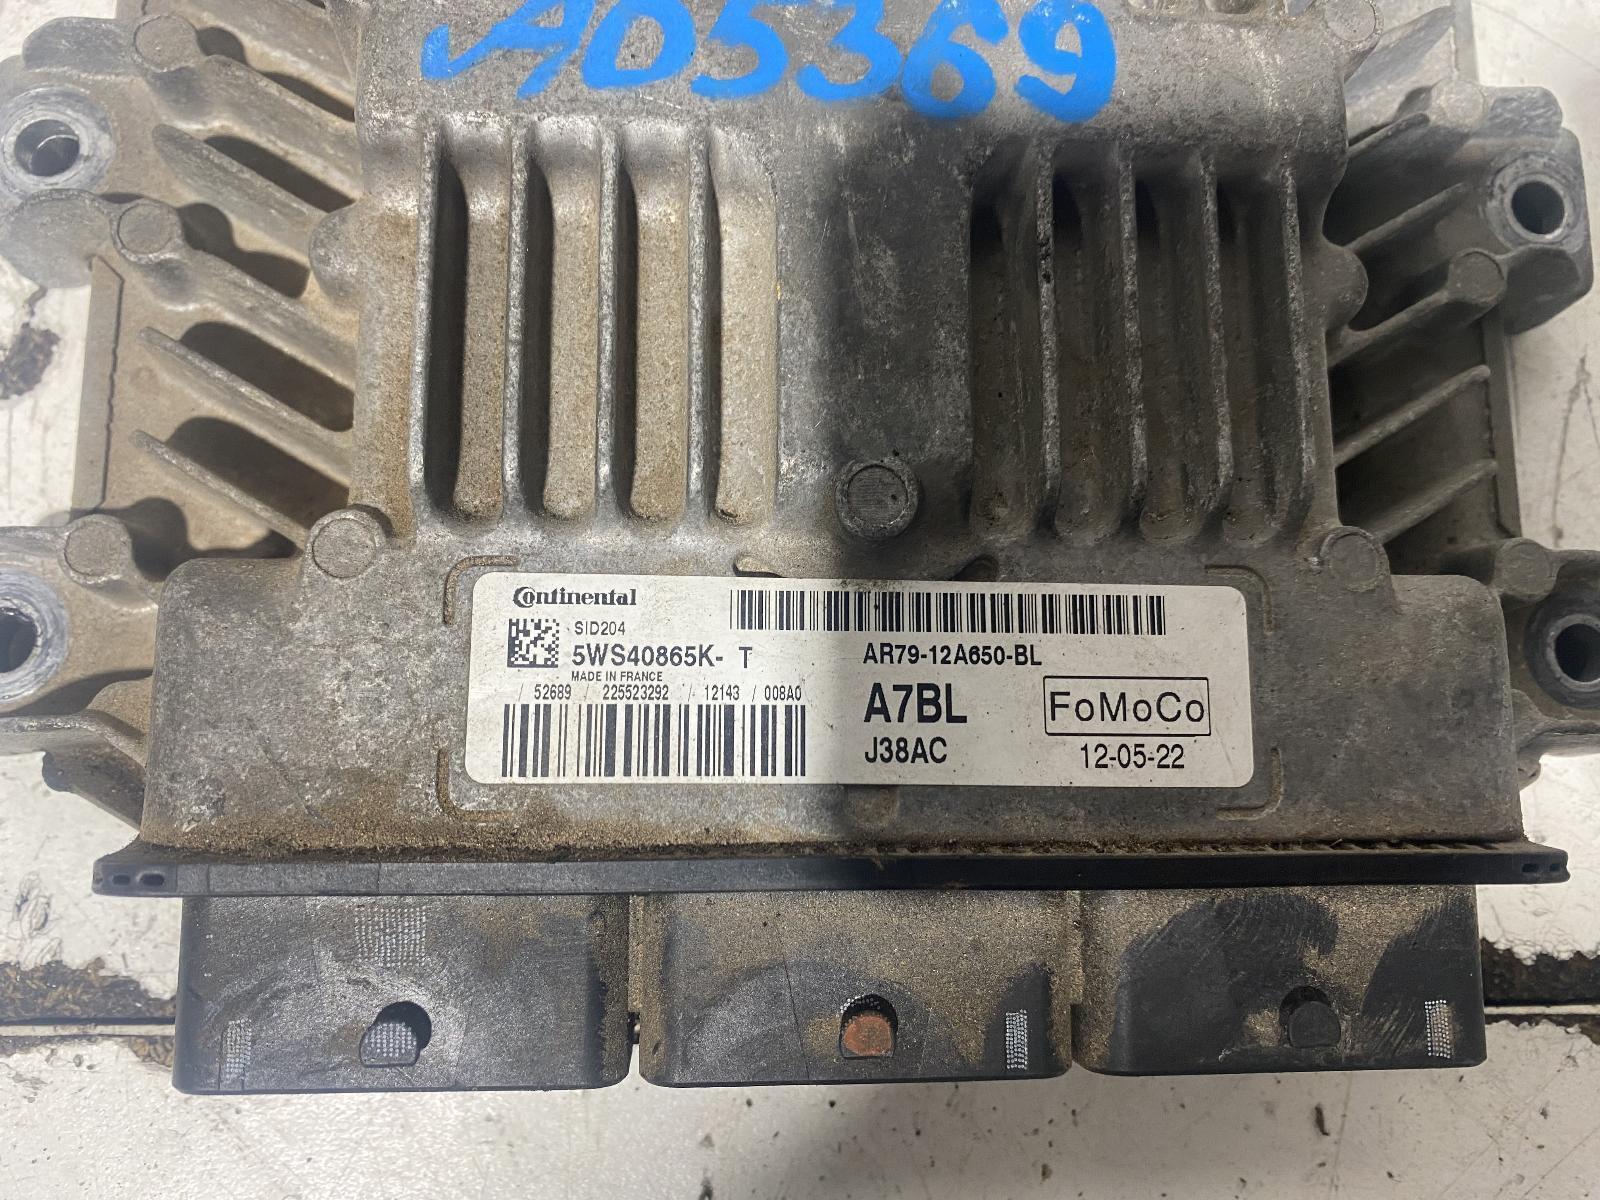 A05369
Continental
SID204
5WS40865K- T
MADE IN FRANCE
/ 52689 / 225523292 / 12143 / 008A0
AR79-12A650-BL
A7BL
FoMoCo
J38AC
12-05-22